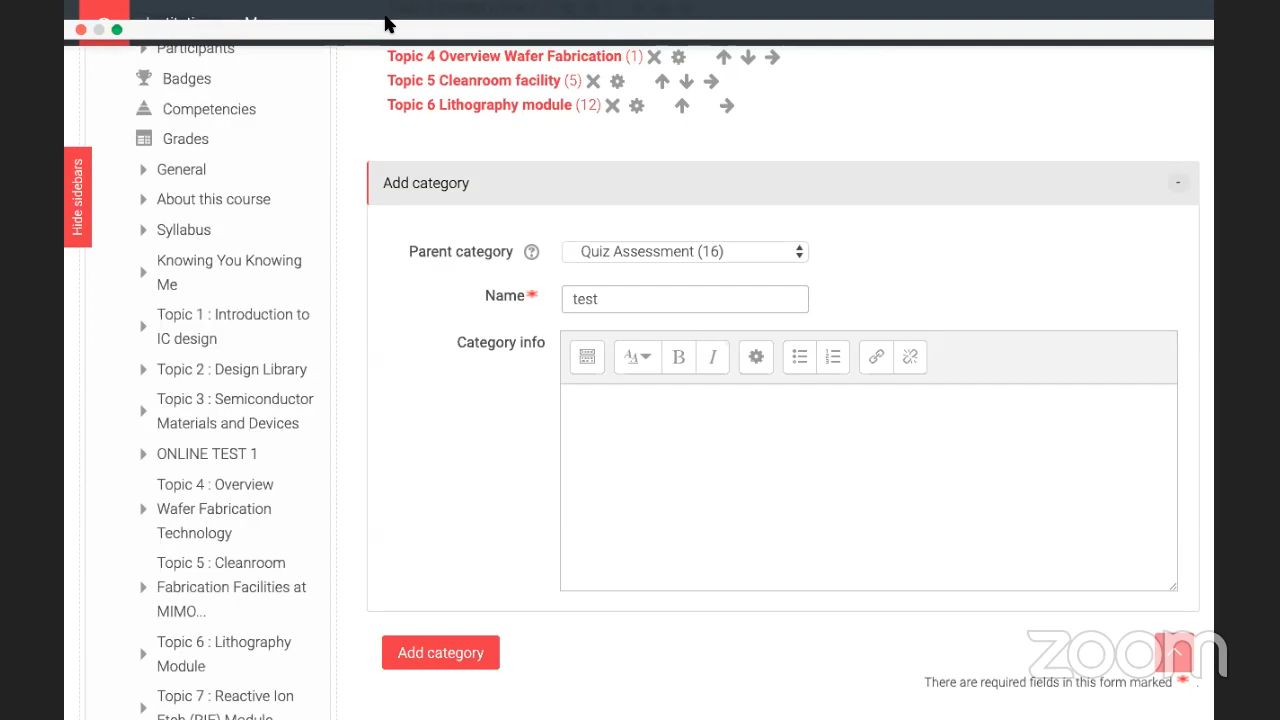 Participants
Badges
Competencies
Grades
General
About this course
Syllabus
Knowing You Knowing
Me
Topic 1 : Introduction to
IC design
Topic 2 : Design Library
Topic 3 : Semiconductor
Materials and Devices
ONLINE TEST 1
Topic 4 : Overview
Wafer Fabrication
Technology
Topic 5 : Cleanroom
Fabrication Facilities at
MIMO...
Topic 6 : Lithography
Module
Topic 7 : Reactive Ion
Etch (RIE) Module
Hide sidebars
Topic 4 Overview Wafer Fabrication (1)
Topic 5 Cleanroom facility (5)
Topic 6 Lithography module (12)
Add category
-
Parent category ?
Quiz Assessment (16)
Name*
test
Category info
B I
Add category
zoom
There are required fields in this form marked * .